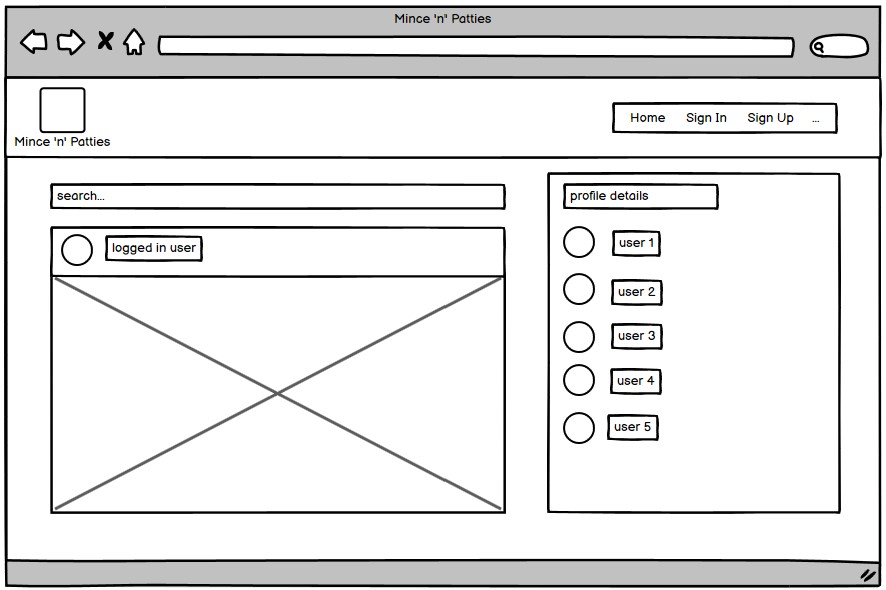 Mince 'n' Patties
Mince 'n' Patties
Home Sign In Sign Up ...
search...
logged in user
profile details
user 1
user 2
user 3
user 4
user 5